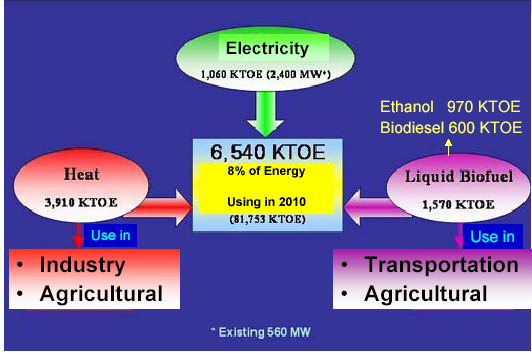 Electricity
1,060 KTOE (2,400 MW*)
Ethanol 970 KTOE
Biodiesel 600 KTOE
6,540 KTOE
8% of Energy
Using in 2010
(81,753 KTOE)
Heat
3,910 KTOE
Liquid Biofuel
1,570 KTOE
Use in
• Industry
• Agricultural
Use in
• Transportation
• Agricultural
* Existing 560 MW